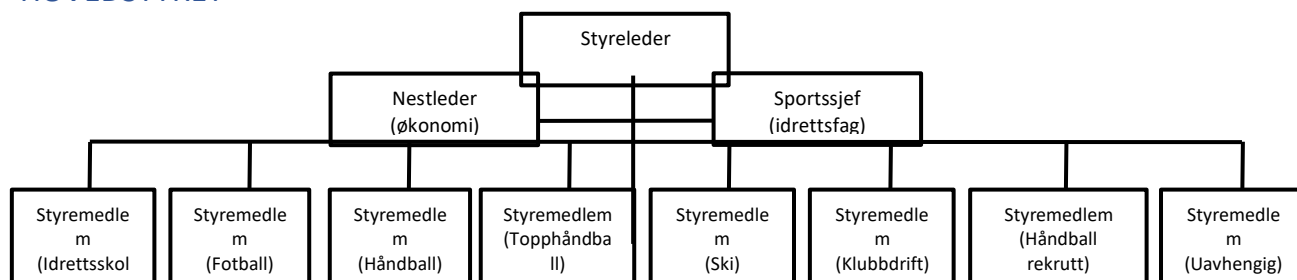 Styreleder
Nestleder
(økonomi)
Sportssjef
(idrettsfag)
Styremedle
m
(Idrettsskol
Styremedle
m
(Fotball)
Styremedle
m
(Håndball)
Styremedlem
(Topphåndba
ll)
Styremedle
m
(Ski)
Styremedle
m
(Klubbdrift)
Styremedlem
(Håndball
rekrutt)
Styremedle
m
(Uavhengig)